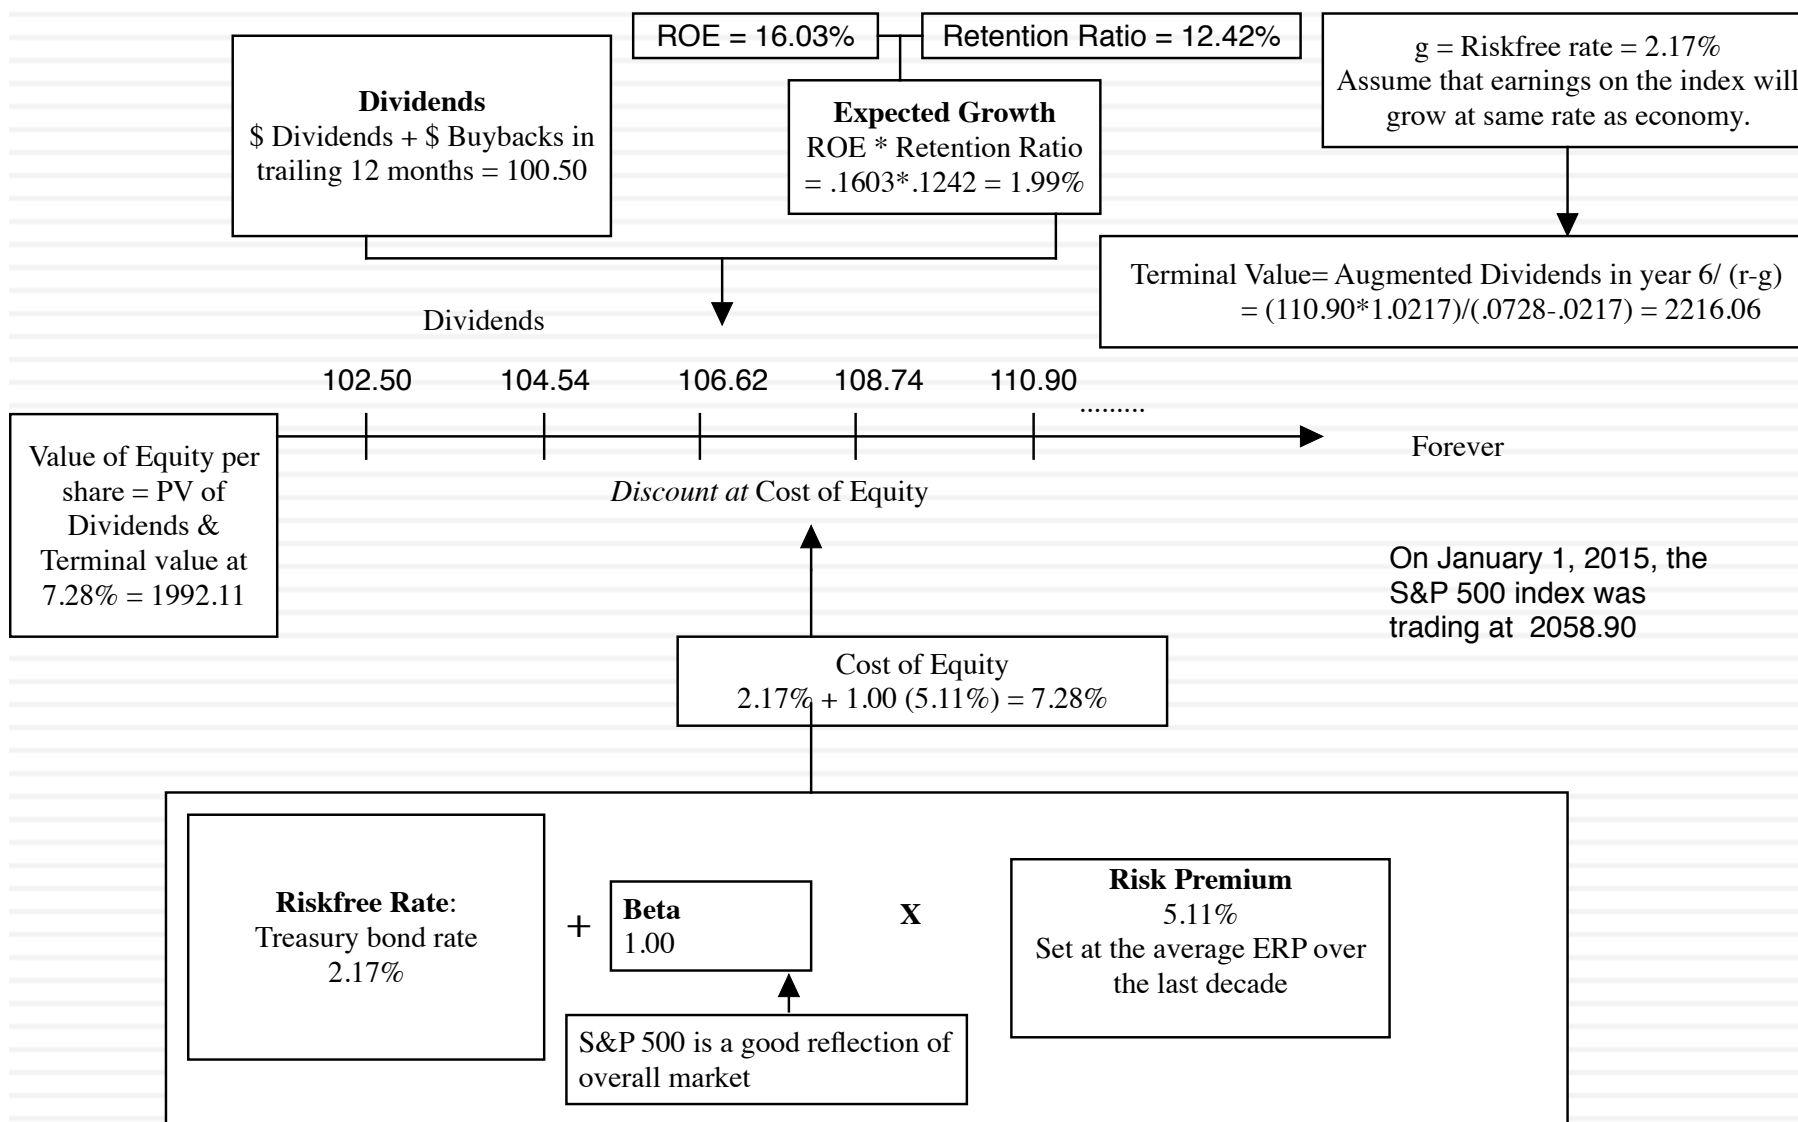 ROE = 16.03%
Retention Ratio = 12.42%
g = Riskfree rate = 2.17%
Assume that earnings on the index will
grow at same rate as economy.
Dividends
$ Dividends + $ Buybacks in
trailing 12 months = 100.50
Expected Growth
ROE * Retention Ratio
= .1603*.1242 = 1.99%
Terminal Value= Augmented Dividends in year 6/ (r-g)
= (110.90*1.0217)/(.0728-.0217) = 2216.06
Dividends
102.50 104.54 106.62 108.74 110.90
.........
Forever
Value of Equity per
share = PV of
Dividends &
Terminal value at
7.28% = 1992.11
Discount at Cost of Equity
On January 1, 2015, the
S&P 500 index was
trading at 2058.90
Cost of Equity
2.17% + 1.00 (5.11%) = 7.28%
Riskfree Rate:
Treasury bond rate
2.17%
+
Beta
1.00
X
Risk Premium
5.11%
Set at the average ERP over
the last decade
S&P 500 is a good reflection of
overall market